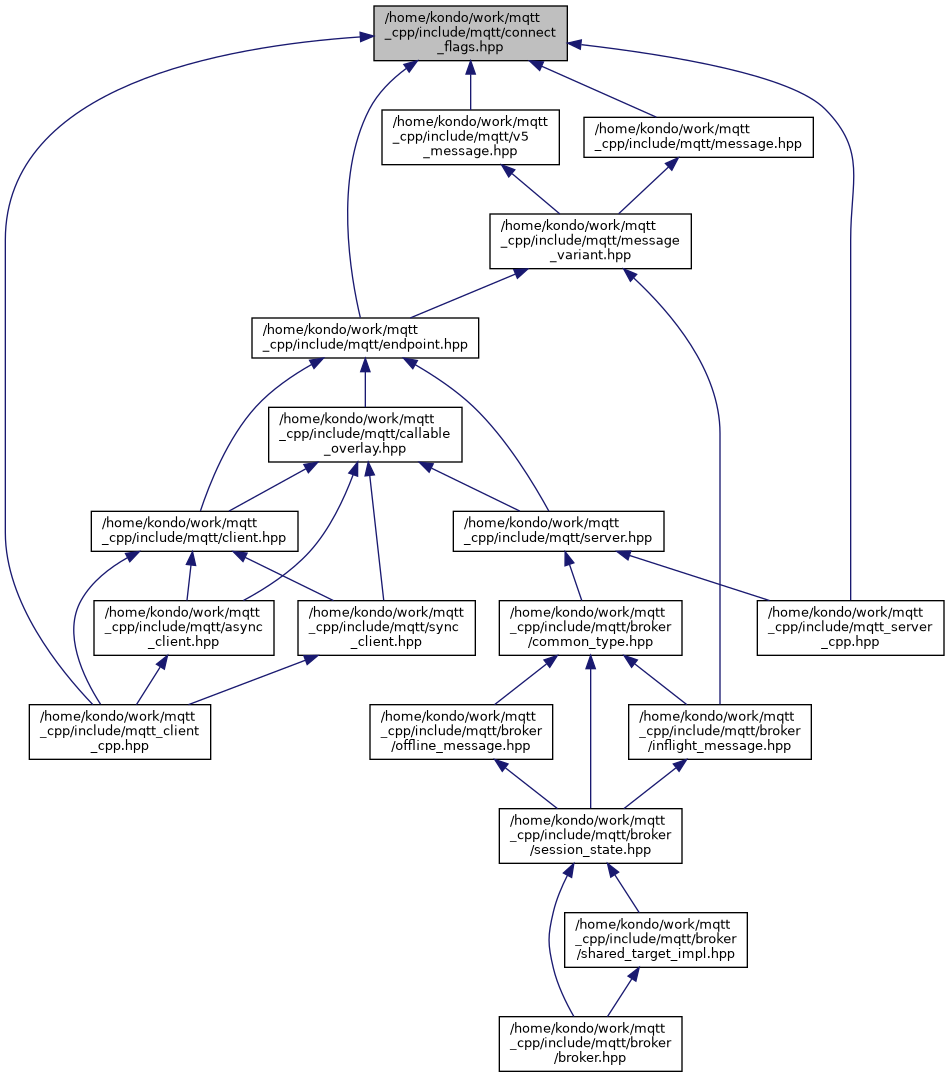 /home/kondo/work/mqtt
_cpp/include/mqtt/connect
_flags.hpp
/home/kondo/work/mqtt
_cpp/include/mqtt/v5
_message.hpp
/home/kondo/work/mqtt
_cpp/include/mqtt/message.hpp
/home/kondo/work/mqtt
_cpp/include/mqtt/message
_variant.hpp
/home/kondo/work/mqtt
_cpp/include/mqtt/endpoint.hpp
/home/kondo/work/mqtt
_cpp/include/mqtt/callable
_overlay.hpp
/home/kondo/work/mqtt
_cpp/include/mqtt/client.hpp
/home/kondo/work/mqtt
_cpp/include/mqtt/server.hpp
/home/kondo/work/mqtt
_cpp/include/mqtt/async
_client.hpp
/home/kondo/work/mqtt
_cpp/include/mqtt/sync
_client.hpp
/home/kondo/work/mqtt
_cpp/include/mqtt/broker
/common_type.hpp
/home/kondo/work/mqtt
_cpp/include/mqtt_server
_cpp.hpp
/home/kondo/work/mqtt
_cpp/include/mqtt_client
_cpp.hpp
/home/kondo/work/mqtt
_cpp/include/mqtt/broker
/offline_message.hpp
/home/kondo/work/mqtt
_cpp/include/mqtt/broker
/inflight_message.hpp
/home/kondo/work/mqtt
_cpp/include/mqtt/broker
/session_state.hpp
/home/kondo/work/mqtt
_cpp/include/mqtt/broker
/shared_target_impl.hpp
/home/kondo/work/mqtt
_cpp/include/mqtt/broker
/broker.hpp